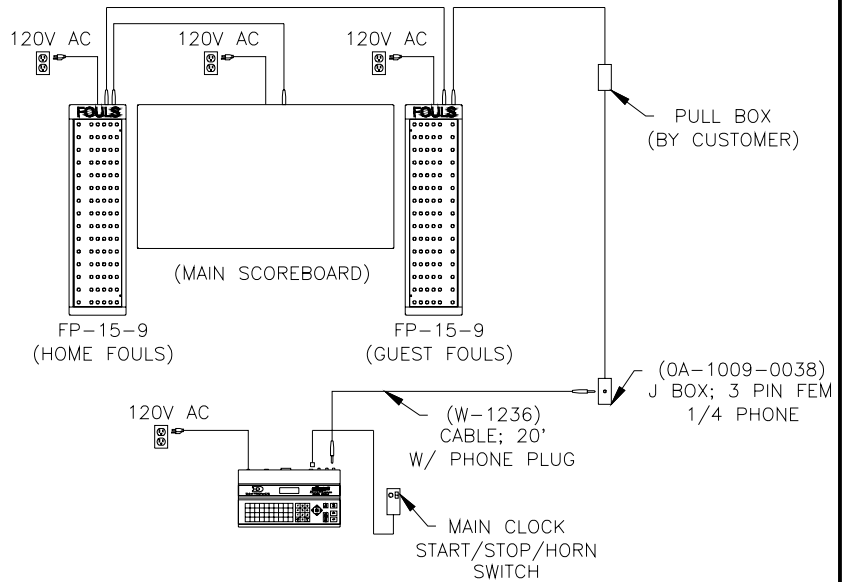 120V AC
120V AC
120V AC
FOULS
FOULS
PULL BOX
(BY CUSTOMER)
(MAIN SCOREBOARD)
FP-15-9
(HOME FOULS)
FP-15-9
(GUEST FOULS)
(0A-1009-0038)
J BOX; 3 PIN FEM
1/4 PHONE
120V AC
(W-1236)
CABLE; 20'
W/ PHONE PLUG
MAIN CLOCK
START/STOP/HORN
SWITCH